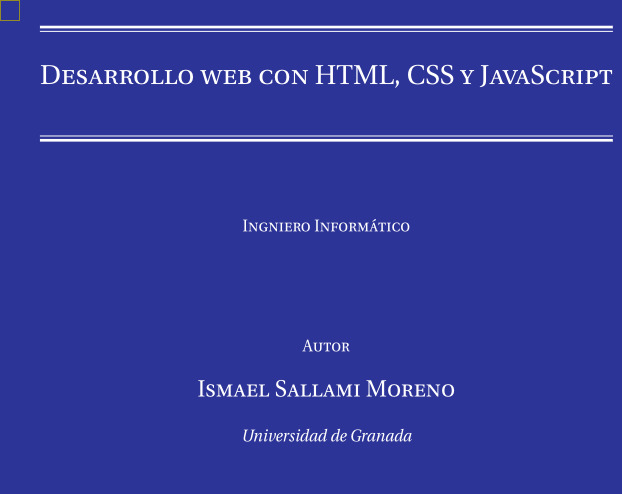 Desarrollo web con HTML, CSS y JavaScript
Ingniero Informático
Autor
Ismael Sallami Moreno
Universidad de Granada